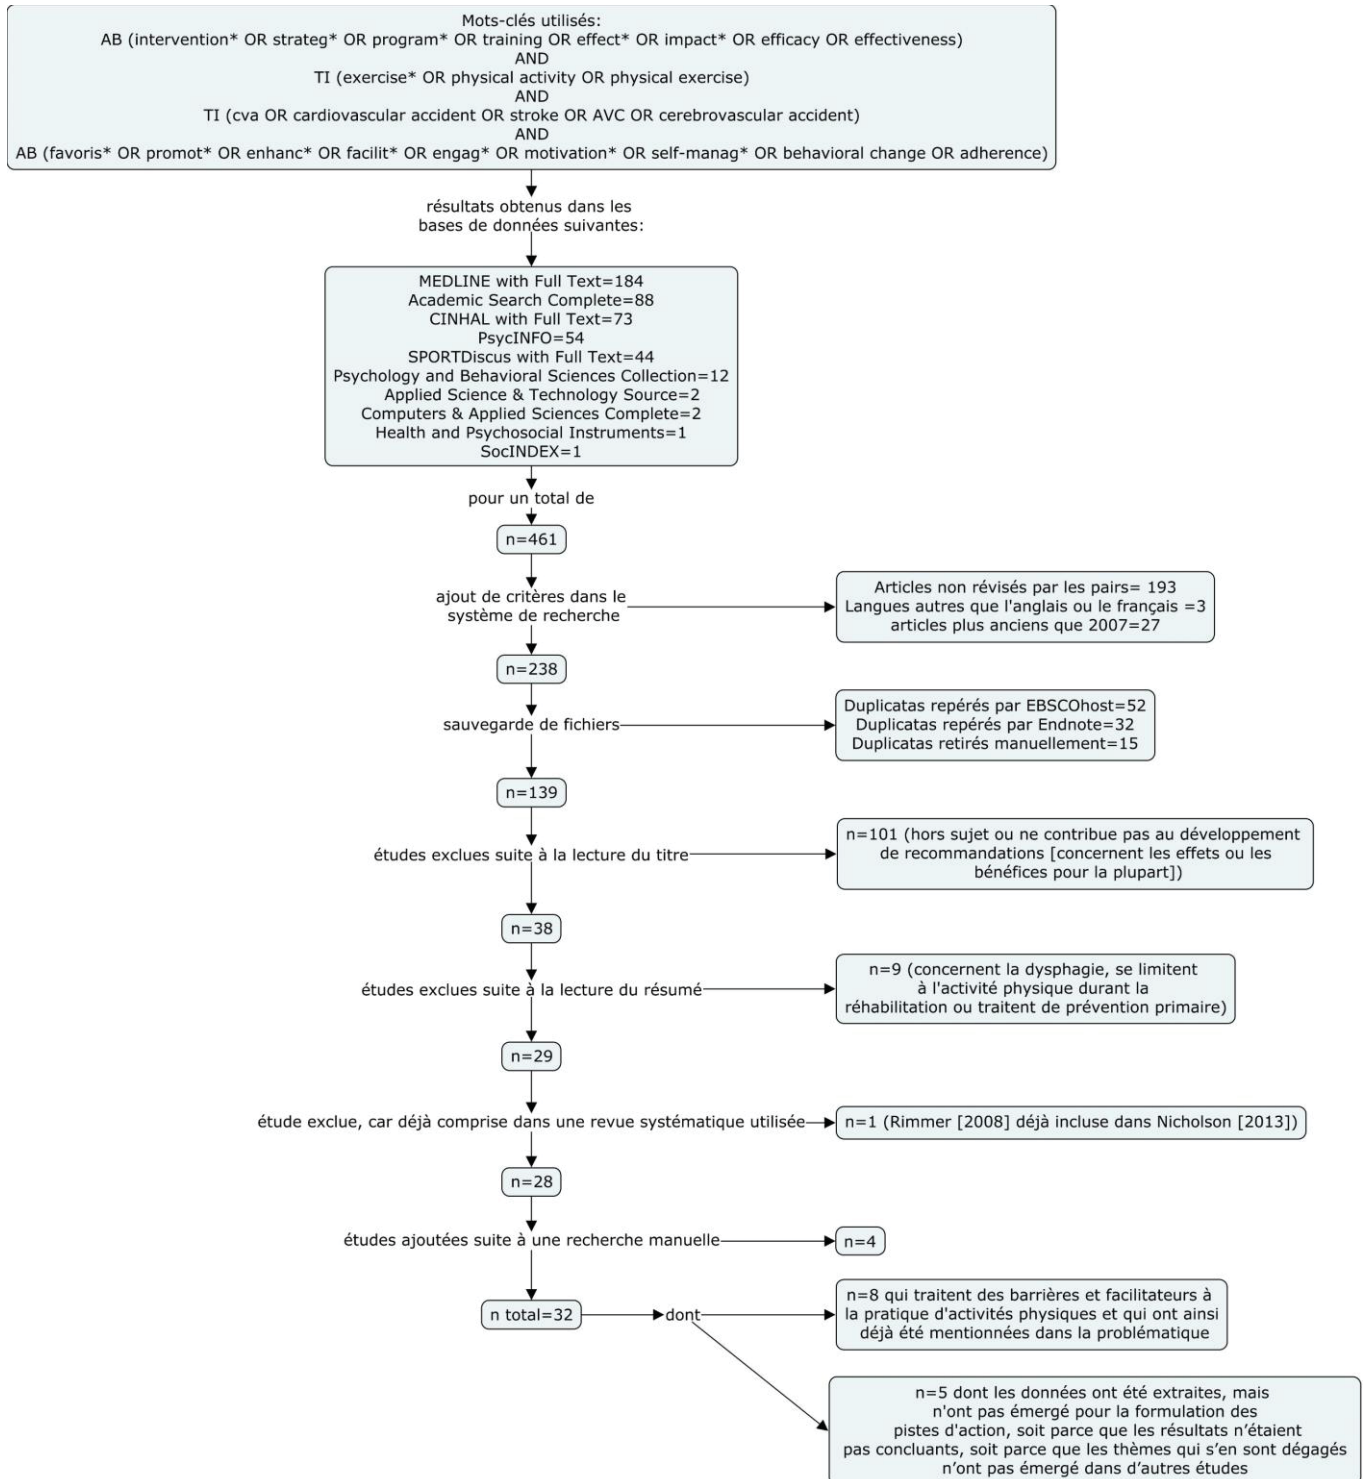 Mots-clés utilisés:
AB (intervention* OR strateg* OR program* OR training OR effect* OR impact* OR efficacy OR effectiveness)
AND
TI (exercise* OR physical activity OR physical exercise)
AND
TI (cva OR cardiovascular accident OR stroke OR AVC OR cerebrovascular accident)
AND
AB (favoris* OR promot* OR enhanc* OR facilit* OR engag* OR motivation* OR self-manag* OR behavioral change OR adherence)
résultats obtenus dans les
bases de données suivantes:
MEDLINE with Full Text=184
Academic Search Complete=88
CINHAL with Full Text=73
PsycINFO=54
SPORTDiscus with Full Text=44
Psychology and Behavioral Sciences Collection=12
Applied Science & Technology Source=2
Computers & Applied Sciences Complete=2
Health and Psychosocial Instruments=1
SocINDEX=1
pour un total de
n=461
ajout de critères dans le
système de recherche
Articles non révisés par les pairs= 193
Langues autres que l'anglais ou le français =3
articles plus anciens que 2007=27
n=238
sauvegarde de fichiers
Duplicatas repérés par EBSCOhost=52
Duplicatas repérés par Endnote=32
Duplicatas retirés manuellement=15
n=139
études exclues suite à la lecture du titre
n=101 (hors sujet ou ne contribue pas au développement
de recommandations [concernent les effets ou les
bénéfices pour la plupart])
n=38
études exclues suite à la lecture du résumé
n=9 (concernent la dysphagie, se limitent
à l'activité physique durant la
réhabilitation ou traitent de prévention primaire)
n=29
étude exclue, car déjà comprise dans une revue systématique utilisée
n=1 (Rimmer [2008] déjà incluse dans Nicholson [2013])
n=28
études ajoutées suite à une recherche manuelle
n=4
n total=32
dont
n=8 qui traitent des barrières et facilitateurs à
la pratique d'activités physiques et qui ont ainsi
déjà été mentionnées dans la problématique
n=5 dont les données ont été extraites, mais
n'ont pas émergé pour la formulation des
pistes d'action, soit parce que les résultats n'étaient
pas concluants, soit parce que les thèmes qui s'en sont dégagés
n'ont pas émergé dans d'autres études